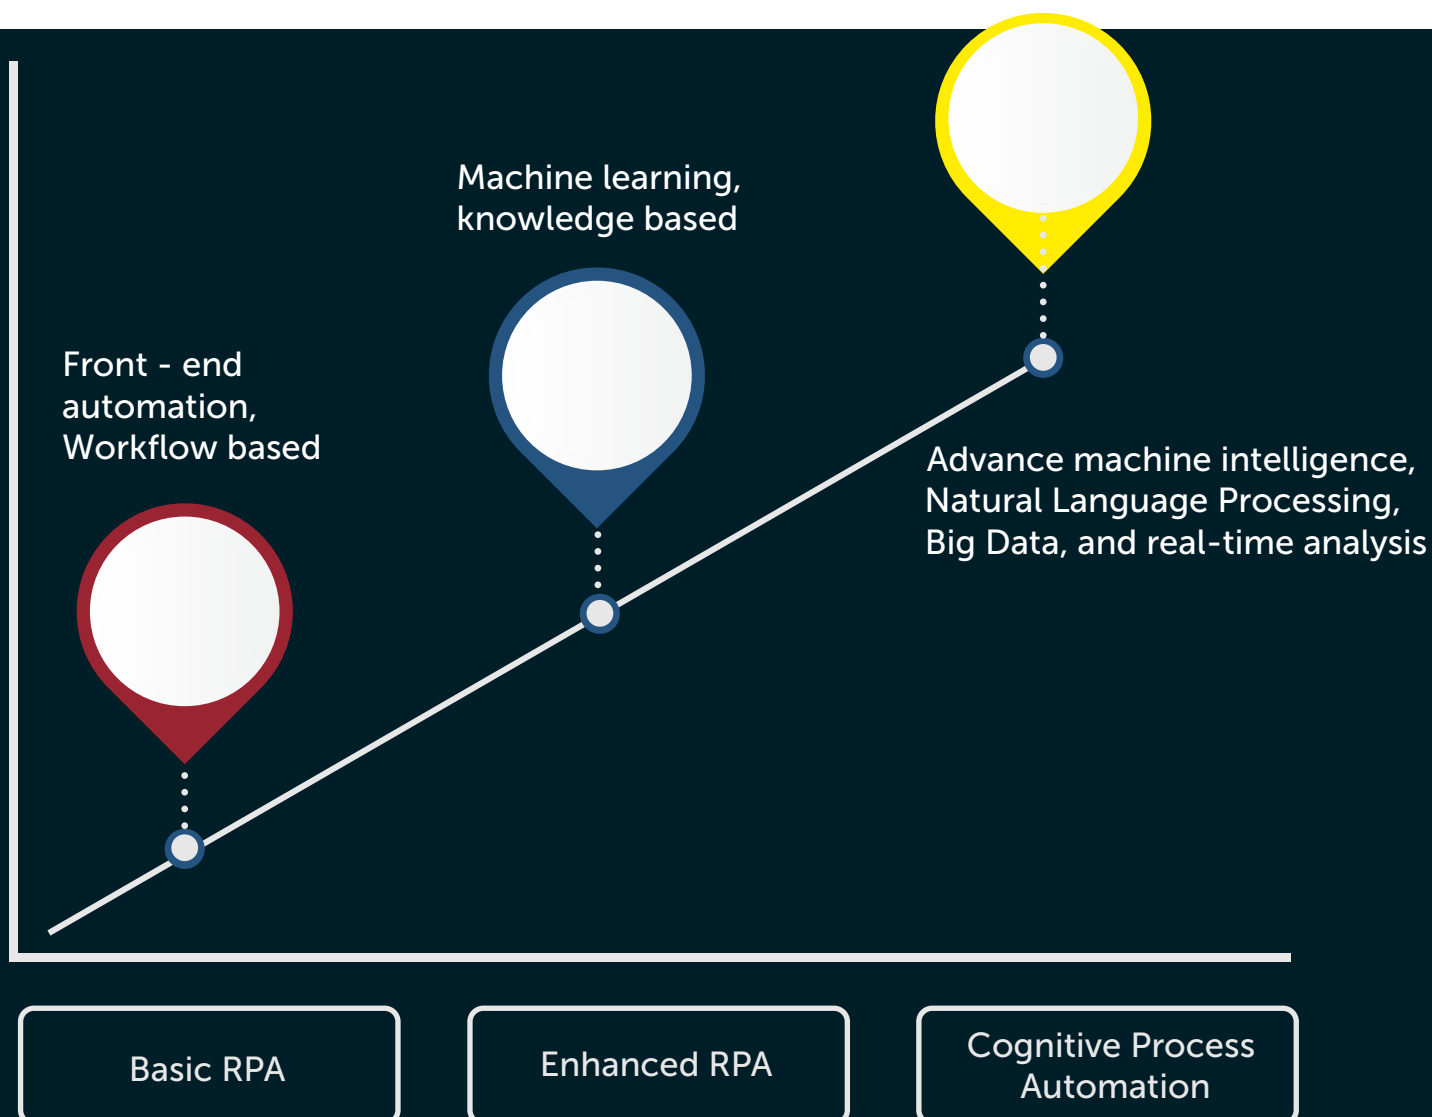 Machine learning,
knowledge based
Front - end
automation,
Workflow based
Advance machine intelligence,
Natural Language Processing,
Big Data, and real-time analysis
Basic RPA
Enhanced RPA
Cognitive Process
Automation